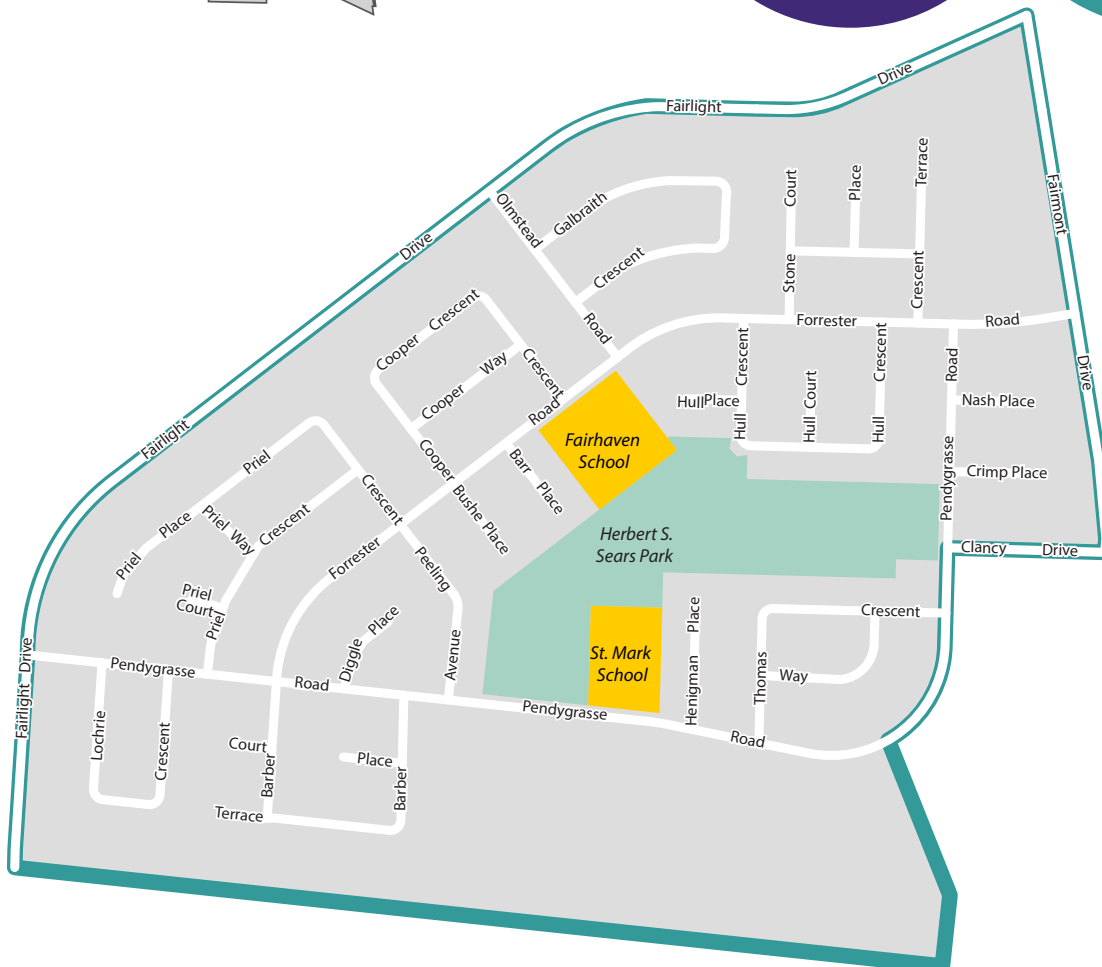 Drive
Fairlight
Terrace
Court
Place
Fairmont
Olmstead
Galbraith
Drive
Crescent
Stone
Crescent
Forrester
Road
Road
Cooper Crescent
Crescent
Crescent
Crescent
Drive
Cooper Way
Road
Hull Place
Hull
Hull Court
Hull
Nash Place
Road
Fairlight
Fairhaven
School
Cooper
Barr Place
Pendygrasse
Crimp Place
Priel
Crescent
Bushe Place
Place
Priel Way
Crescent
Herbert S.
Sears Park
Clancy Drive
Priel
Forrester
Peeling
Priel
Court
Priel
Diggle Place
Place
Crescent
Avenue
St. Mark
School
Fairlight Drive
Pendygrasse
Road
Henigman
Thomas
Way
Pendygrasse
Road
Lochrie
Crescent
Court
Barber
Place
Barber
Terrace